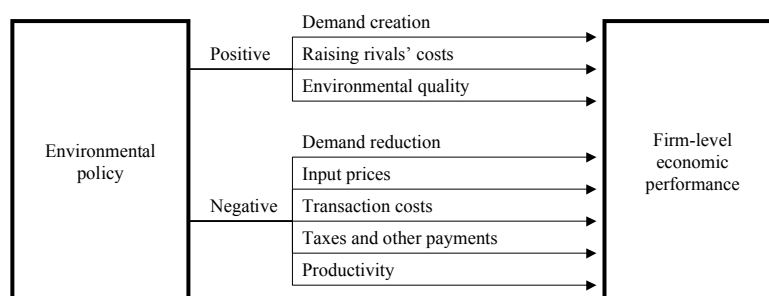 Environmental
policy
Positive
Demand creation
Raising rivals’ costs
Environmental quality
Negative
Demand reduction
Input prices
Transaction costs
Taxes and other payments
Productivity
Firm-level
economic
performance